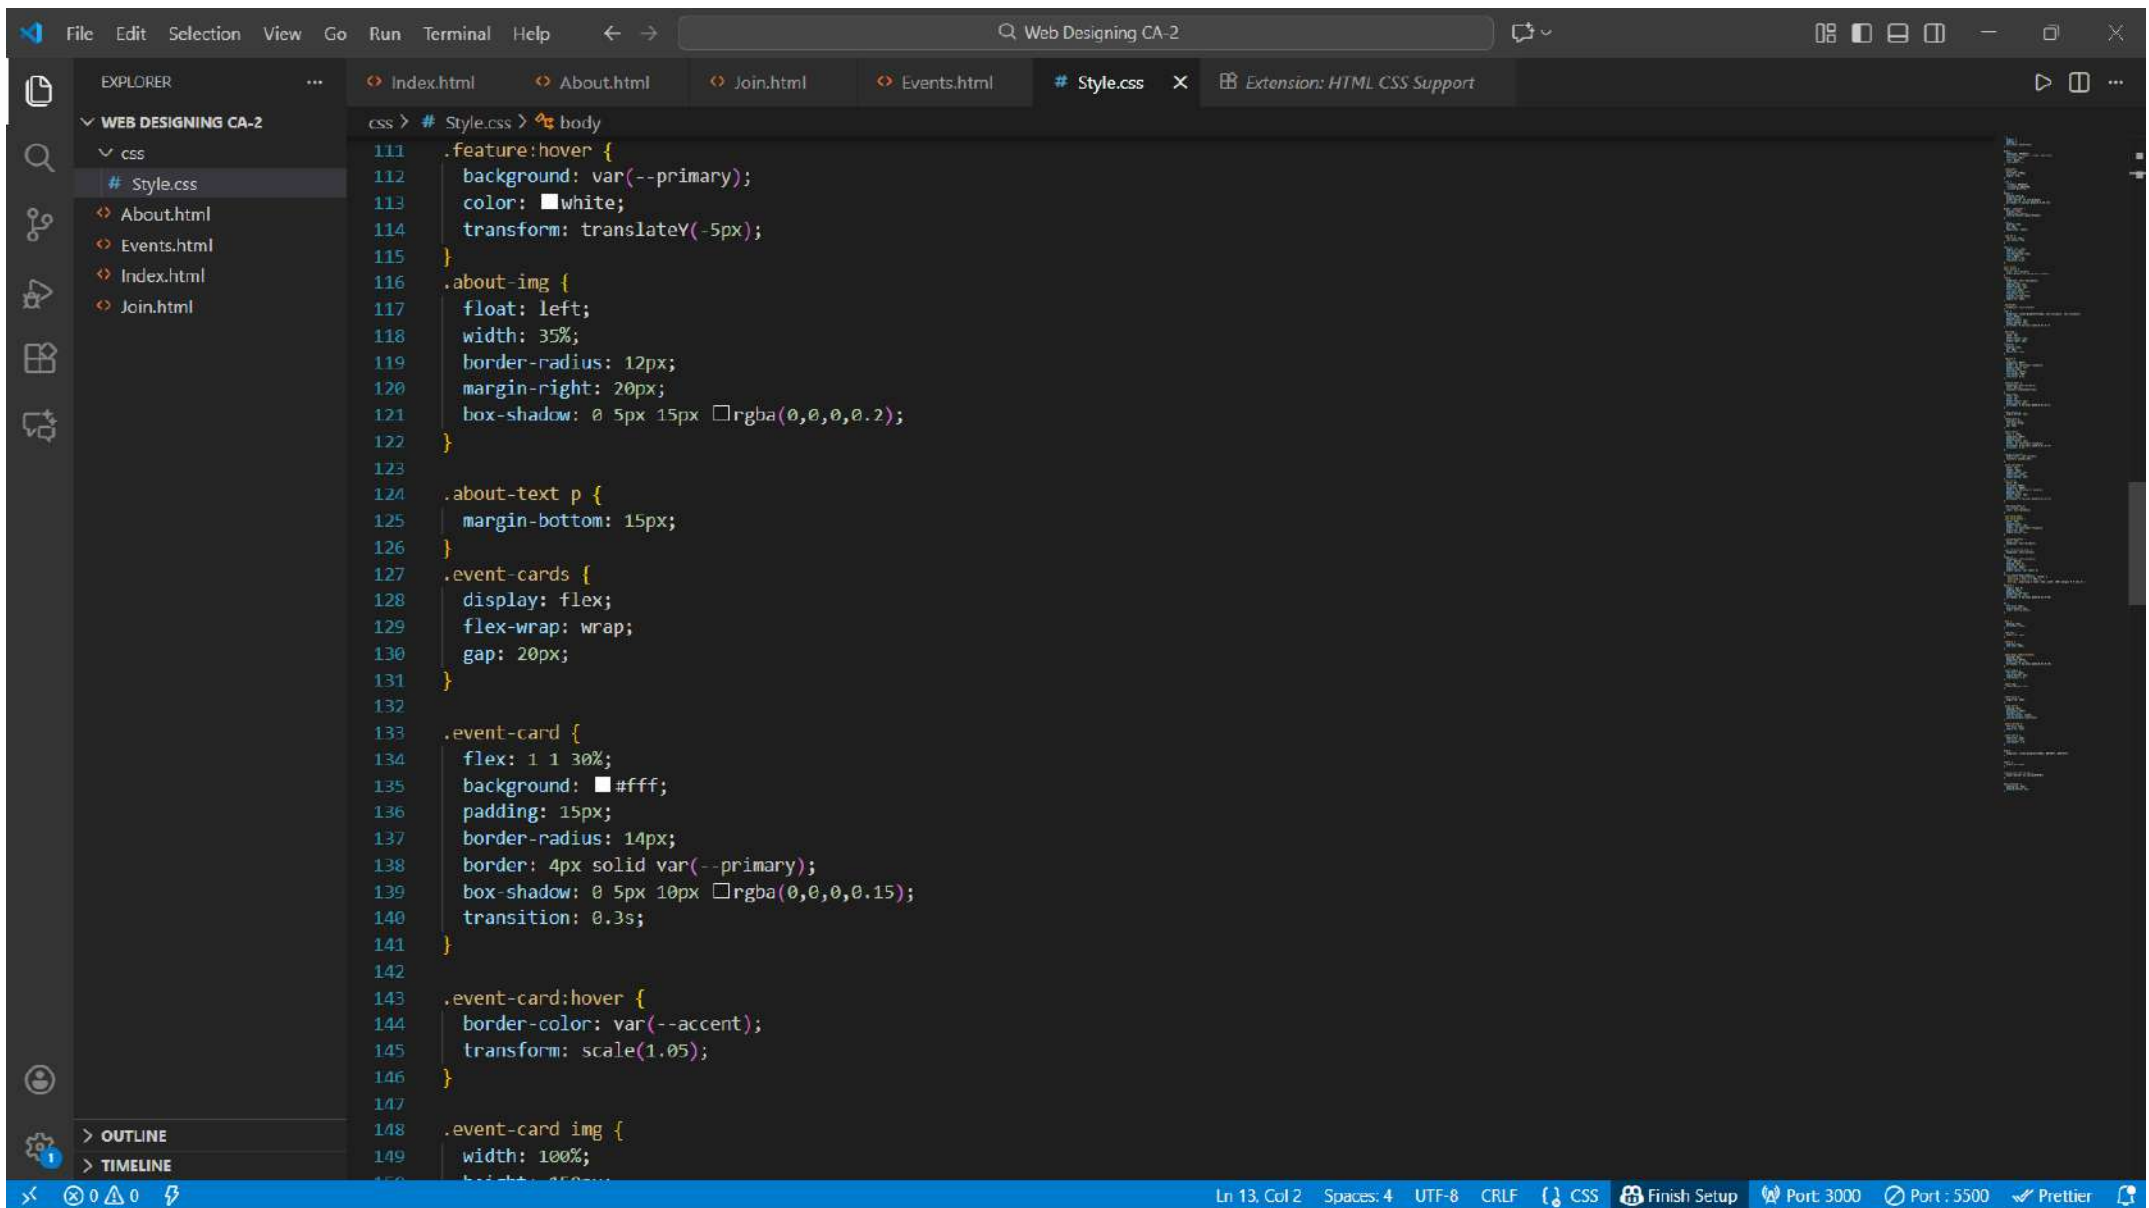 File Edit Selection View Go Run Terminal Help
Web Designing CA-2
EXPLORER
Index.html
About.html
Join.html
Events.html
# Style.css
Extension: HTML CSS Support
WEB DESIGNING CA-2
css
# Style.css
About.html
Events.html
Index.html
Join.html
OUTLINE
TIMELINE
css > # Style.css > body
111 .feature:hover {
112 background: var(--primary);
113 color: white;
114 transform: translateY(-5px);
115 }
116 .about-img {
117 float: left;
118 width: 35%;
119 border-radius: 12px;
120 margin-right: 20px;
121 box-shadow: 0 5px 15px rgba(0,0,0,0.2);
122 }
123
124 .about-text p {
125 margin-bottom: 15px;
126 }
127 .event-cards {
128 display: flex;
129 flex-wrap: wrap;
130 gap: 20px;
131 }
132
133 .event-card {
134 flex: 1 1 30%;
135 background: #fff;
136 padding: 15px;
137 border-radius: 14px;
138 border: 4px solid var(--primary);
139 box-shadow: 0 5px 10px rgba(0,0,0,0.15);
140 transition: 0.3s;
141 }
142
143 .event-card:hover {
144 border-color: var(--accent);
145 transform: scale(1.05);
146 }
147
148 .event-card img {
149 width: 100%;
1
0 0
Ln 13, Col 2 Spaces: 4 UTF-8 CRLF {} CSS Finish Setup Port: 3000 Port : 5500 Prettier